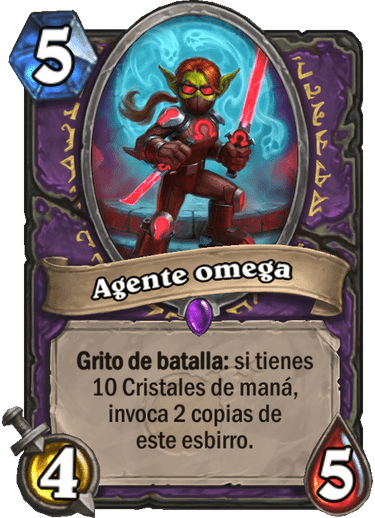 5
Agente omega
Grito de batalla: si tienes
10 Cristales de maná,
invoca 2 copias de
este esbirro.
4
5